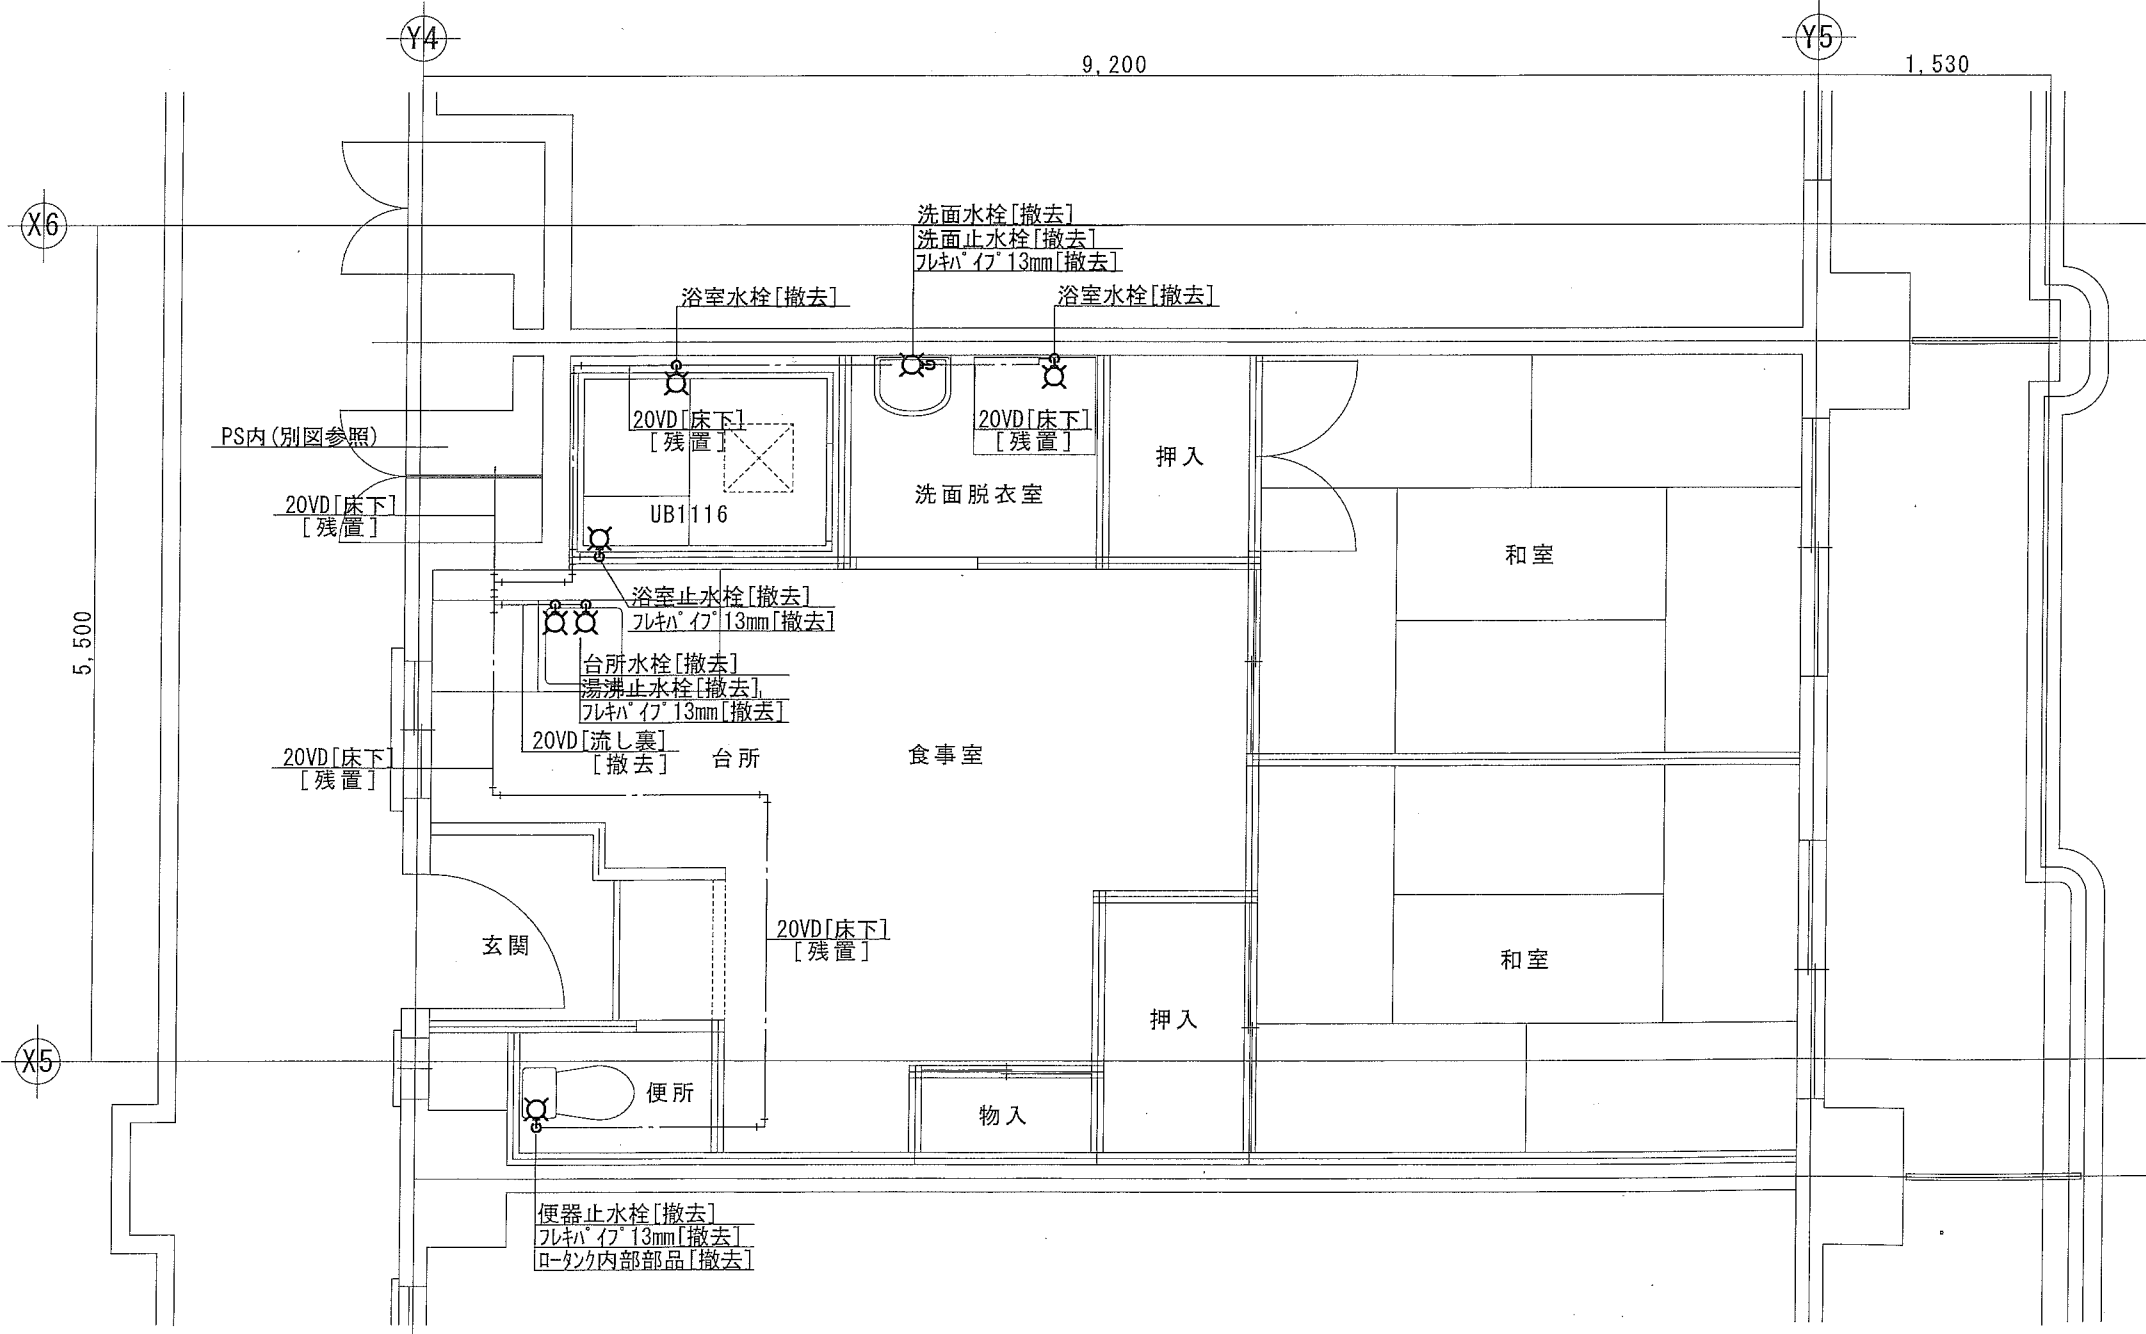 Y4
Y5
9,200
1,530
X6
洗面水栓[撤去]
洗面止水栓[撤去]
フレキパイプ13mm[撤去]
浴室水栓[撤去]
浴室水栓[撤去]
20VD[床下]
[残置]
20VD[床下]
[残置]
PS内(別図参照)
押入
洗面脱衣室
20VD[床下]
[残置]
UB1116
和室
浴室止水栓[撤去]
フレキパイプ13mm[撤去]
5,500
台所水栓[撤去]
湯沸止水栓[撤去]
フレキパイプ13mm[撤去]
20VD[流し裏]
[撤去]
台所
食事室
20VD[床下]
[残置]
20VD[床下]
[残置]
玄関
和室
押入
X5
便所
物入
便器止水栓[撤去]
フレキパイプ13mm[撤去]
ロータンク内部部品[撤去]